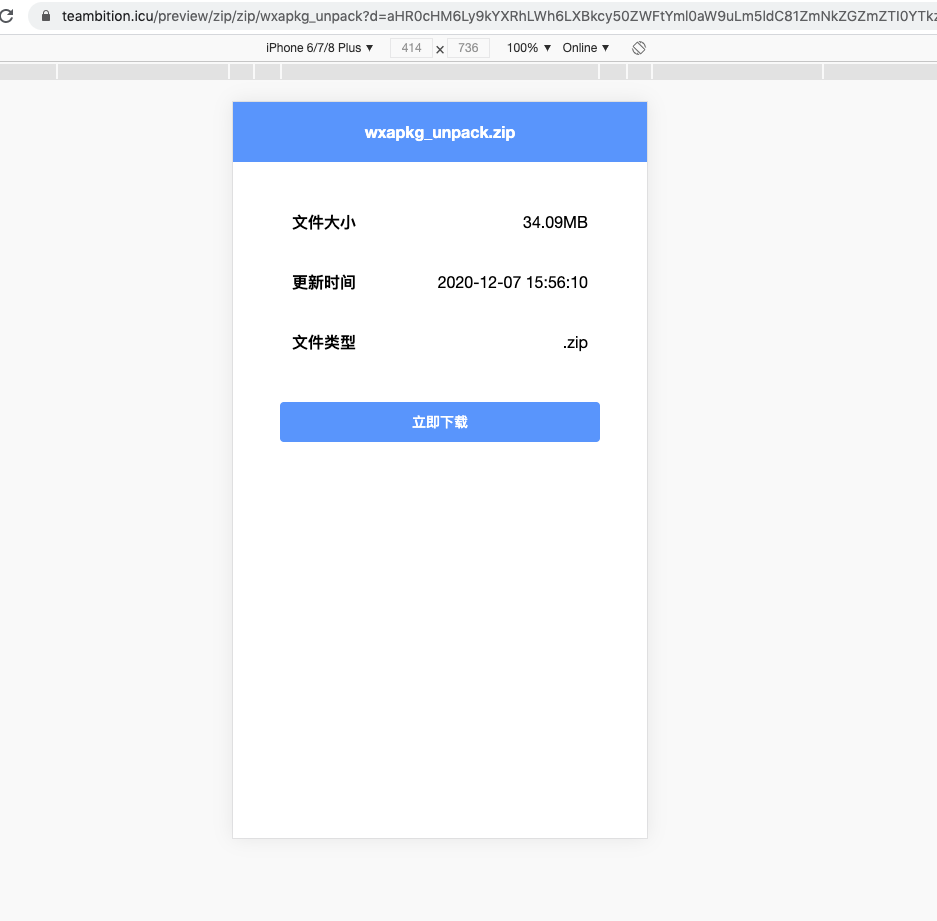 teambition.icu/preview/zip/zip/wxapkg_unpack?d=aHR0cHM6Ly9kYXRhLWh6LXBkcy50ZWFtYml0aW9uLm5ldC81ZmNkZGZmZTI0YTkz
iPhone 6/7/8 Plus ▼ 414 × 736 100% ▼ Online ▼
wxapkg_unpack.zip
文件大小 34.09MB
更新时间 2020-12-07 15:56:10
文件类型 .zip
立即下载